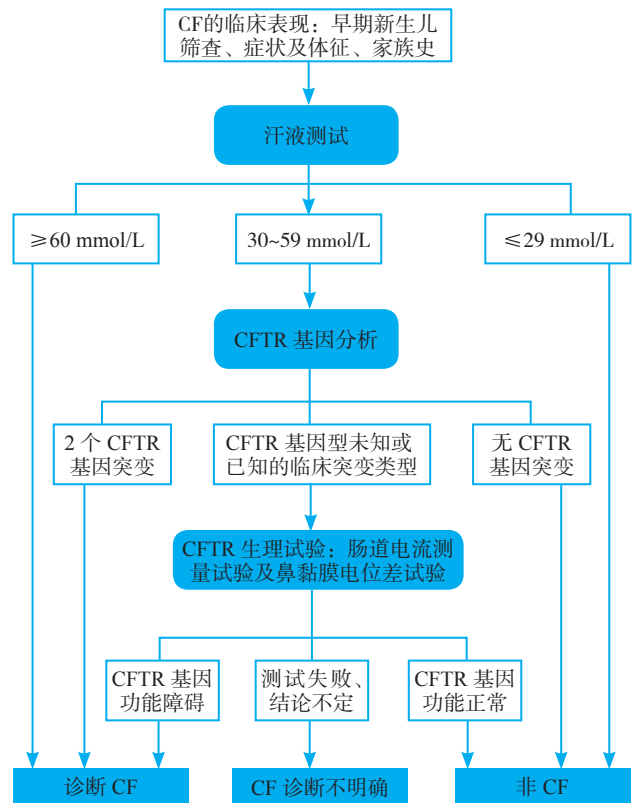 CF的临床表现：早期新生儿
筛查、症状及体征、家族史
汗液测试
≥60 mmol/L
30~59 mmol/L
≤29 mmol/L
CFTR 基因分析
2 个 CFTR
基因突变
CFTR 基因型未知或
已知的临床突变类型
无 CFTR
基因突变
CFTR 生理试验：肠道电流测
量试验及鼻黏膜电位差试验
CFTR 基因
功能障碍
测试失败、
结论不定
CFTR 基因
功能正常
诊断 CF
CF 诊断不明确
非 CF